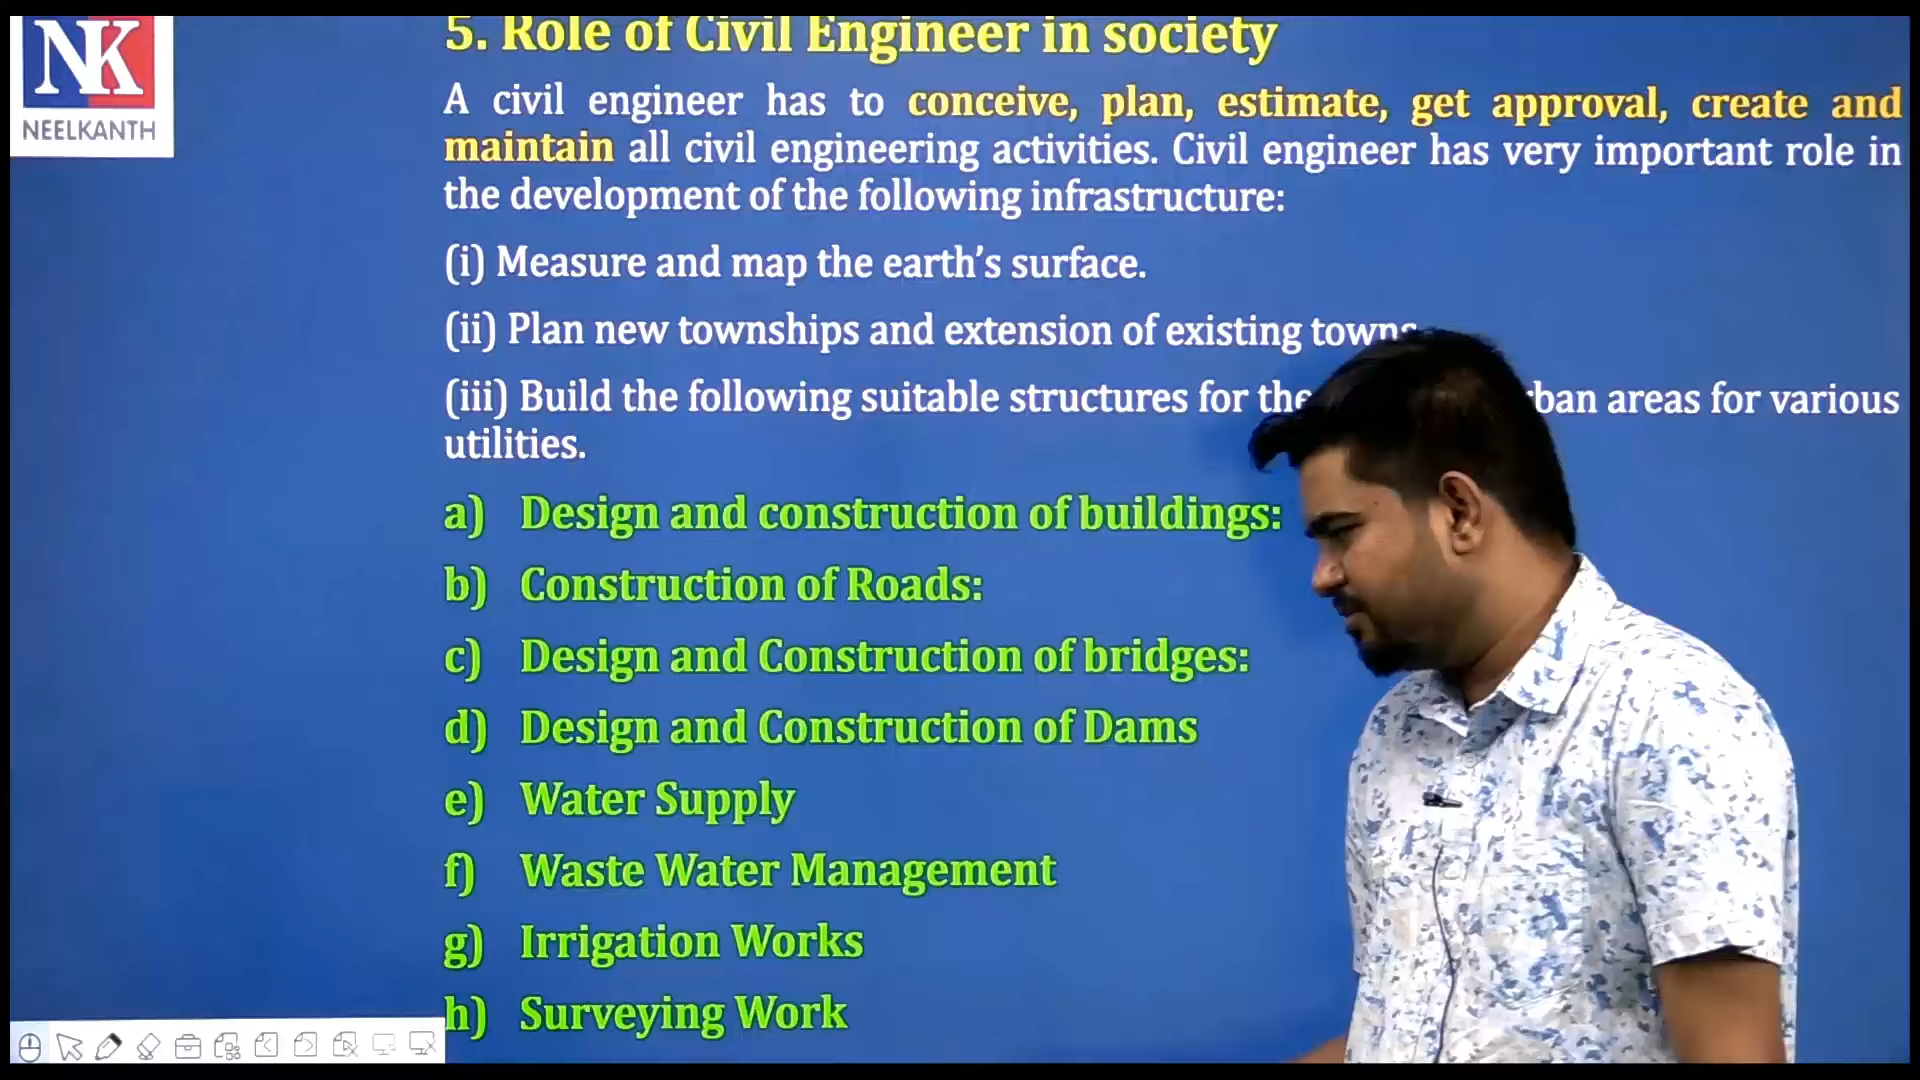 NK
NEELKANTH
5. Role of Civil Engineer in society
A civil engineer has to conceive, plan, estimate, get approval, create and
maintain all civil engineering activities. Civil engineer has very important role in
the development of the following infrastructure:
(i) Measure and map the earth’s surface.
(ii) Plan new townships and extension of existing towns
(iii) Build the following suitable structures for the rban areas for various
utilities.
a) Design and construction of buildings:
b) Construction of Roads:
c) Design and Construction of bridges:
d) Design and Construction of Dams
e) Water Supply
f) Waste Water Management
g) Irrigation Works
h) Surveying Work